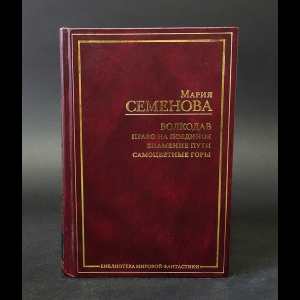 Мария
СЕМЕНОВА
ВОЛКОДАВ
ПРАВО НА ПОЕДИНОК
ЗНАМЕНИЕ ПУТИ
САМОЦВЕТНЫЕ ГОРЫ
БИБЛИОТЕКА МИРОВОЙ ФАНТАСТИКИ